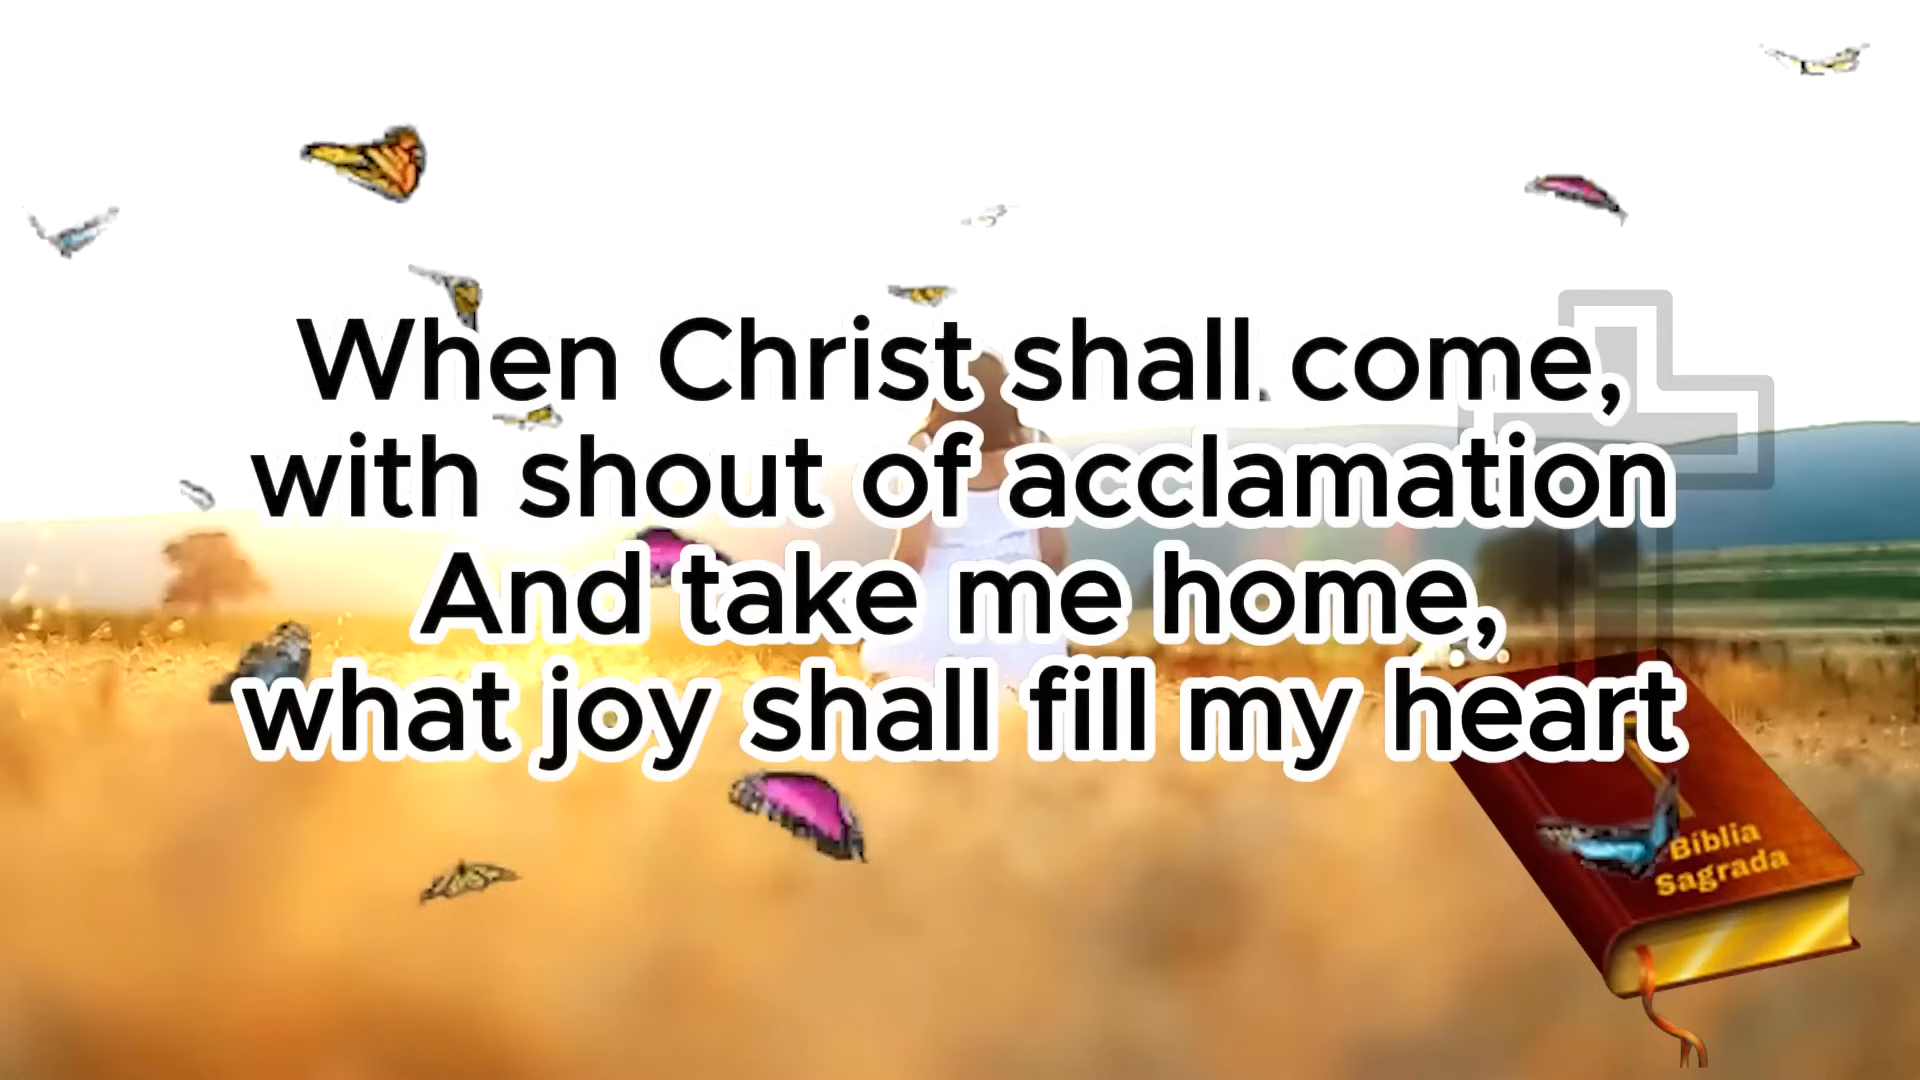 When Christ shall come,
with shout of acclamation
And take me home,
what joy shall fill my heart
Bíblia
Sagrada